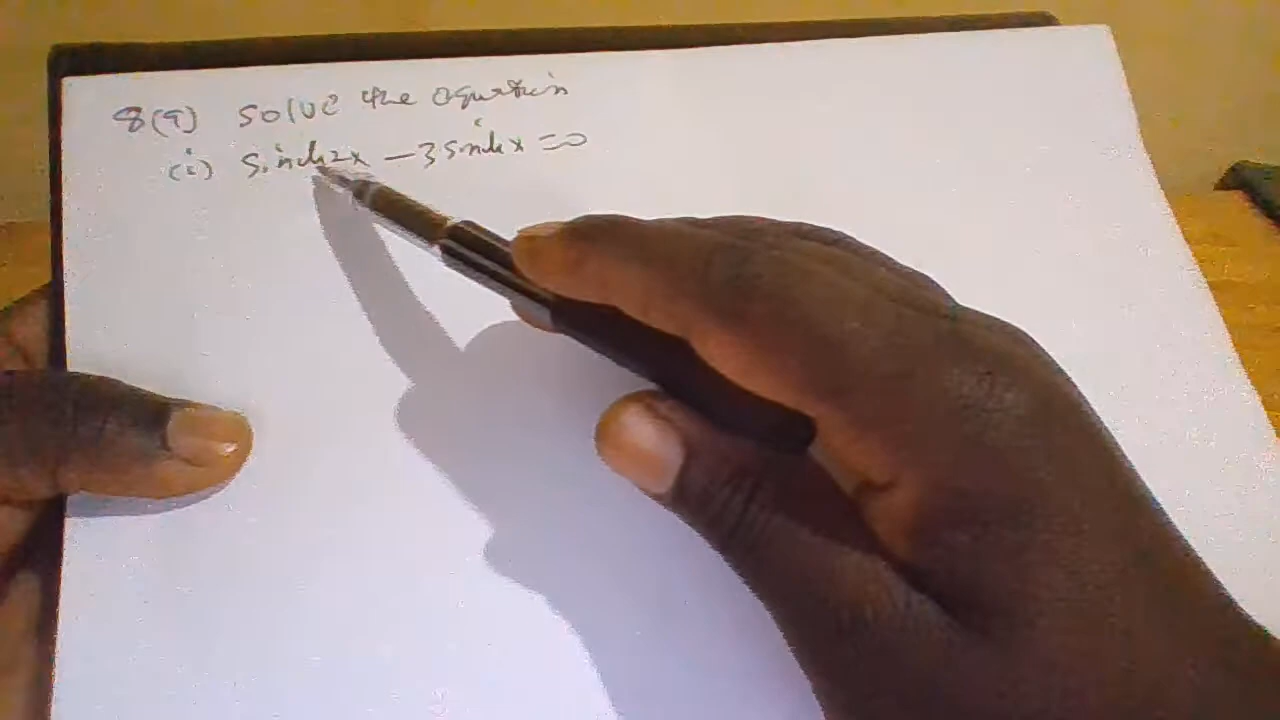 8(a) solve the equation
(i) sinh2x - 3sinhx = 0